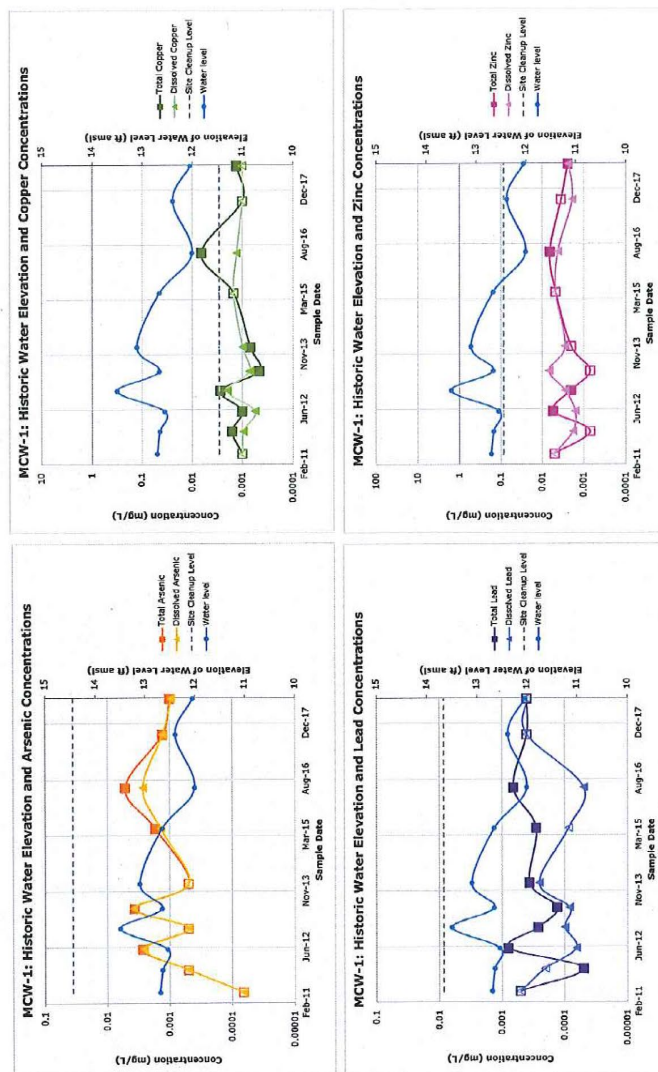 MCW-1: Historic Water Elevation and Arsenic Concentrations
Concentration (mg/L)
0.1
0.01
0.001
0.0001
0.00001
Feb-11
Jun-12
Nov-13
Mar-15
Aug-16
Dec-17
Sample Date
15
14
13
12
11
10
Elevation of Water Level (ft amsl)
Total Arsenic
Dissolved Arsenic
Site Cleanup Level
Water level
MCW-1: Historic Water Elevation and Copper Concentrations
Concentration (mg/L)
10
1
0.1
0.01
0.001
0.0001
Feb-11
Jun-12
Nov-13
Mar-15
Aug-16
Dec-17
Sample Date
15
14
13
12
11
10
Elevation of Water Level (ft amsl)
Total Copper
Dissolved Copper
Site Cleanup Level
Water level
MCW-1: Historic Water Elevation and Lead Concentrations
Concentration (mg/L)
0.1
0.01
0.001
0.0001
0.00001
Feb-11
Jun-12
Nov-13
Mar-15
Aug-16
Dec-17
Sample Date
15
14
13
12
11
10
Elevation of Water Level (ft amsl)
Total Lead
Dissolved Lead
Site Cleanup Level
Water level
MCW-1: Historic Water Elevation and Zinc Concentrations
Concentration (mg/L)
100
10
1
0.1
0.01
0.001
0.0001
Feb-11
Jun-12
Nov-13
Mar-15
Aug-16
Dec-17
Sample Date
15
14
13
12
11
10
Elevation of Water Level (ft amsl)
Total Zinc
Dissolved Zinc
Site Cleanup Level
Water level